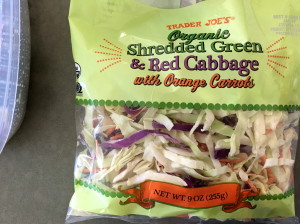 TRADER JOE'S®
Organic
Shredded Green
& Red Cabbage
with Orange Carrots
NET WT. 9 OZ (255g)